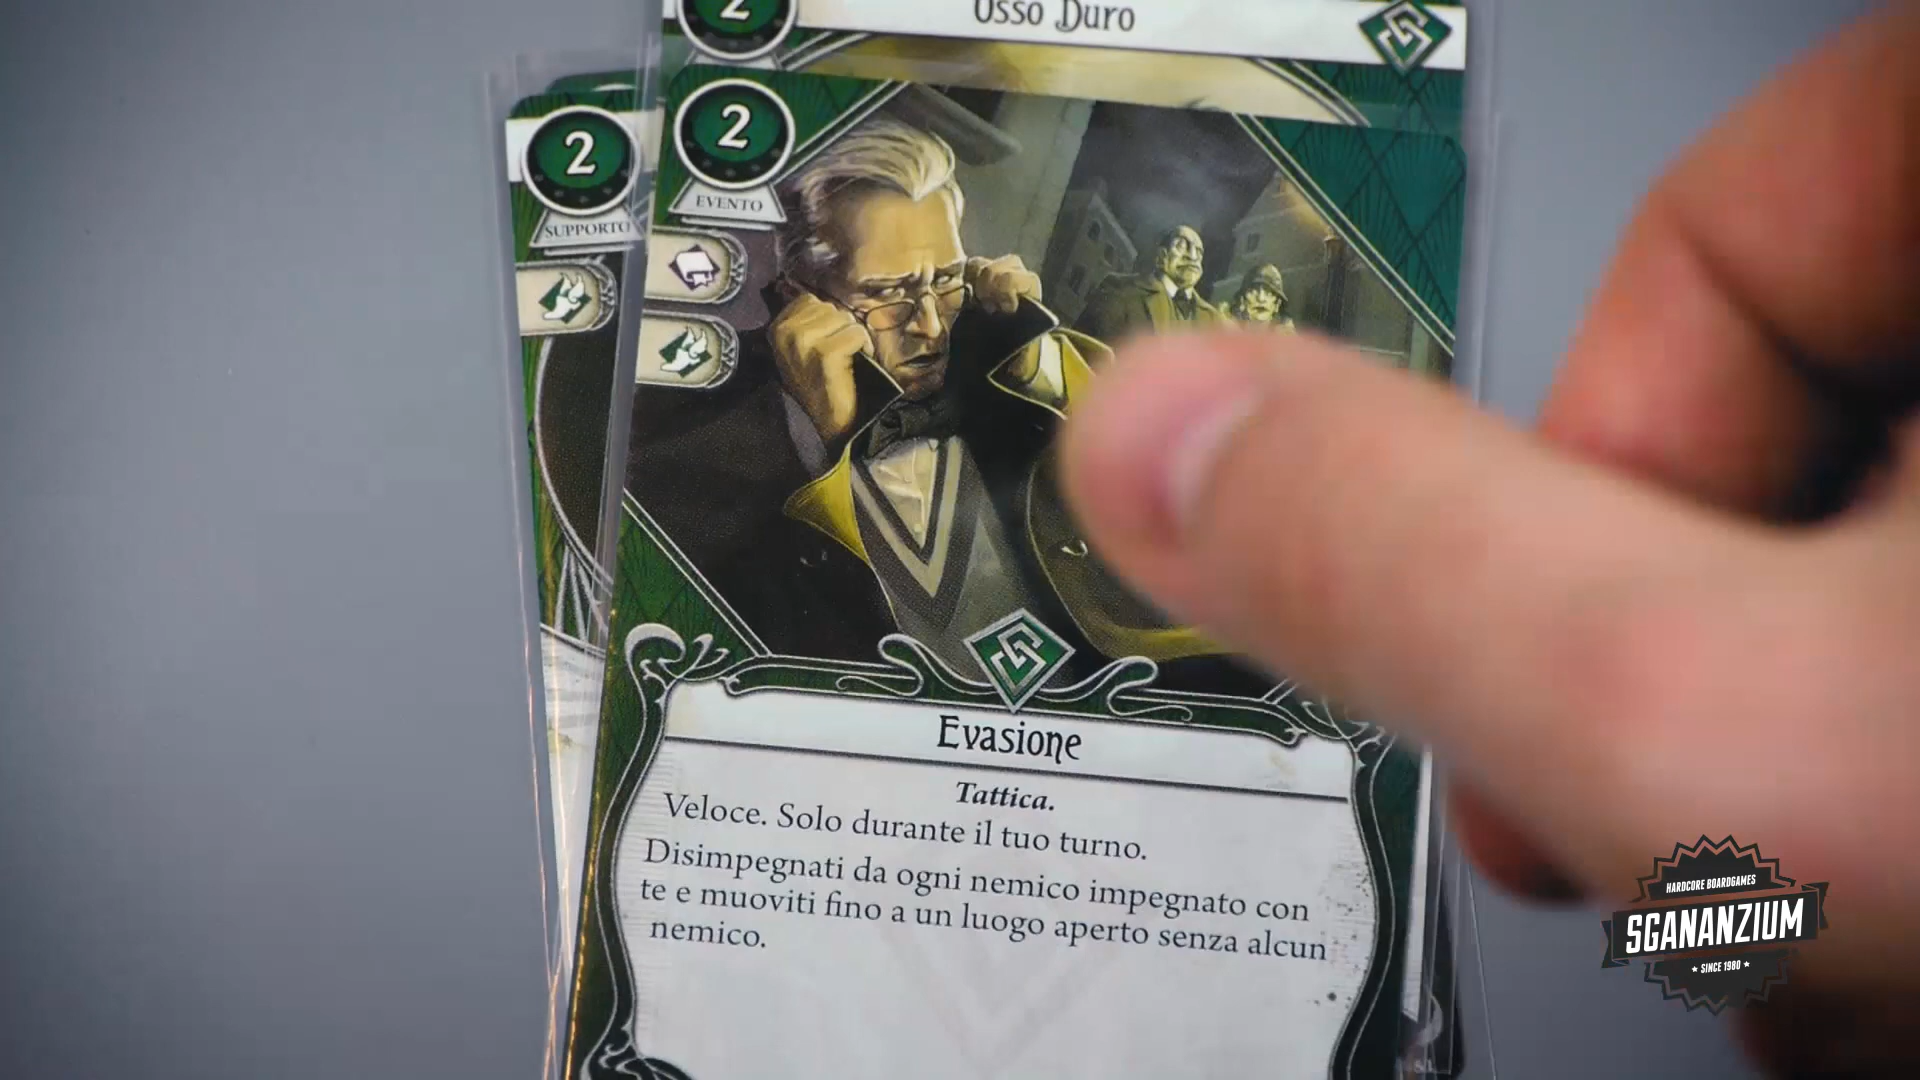 2
Osso Duro
2
SUPPORTO
2
EVENTO
Evasione
Tattica.
Veloce. Solo durante il tuo turno.
Disimpegnati da ogni nemico impegnato con
te e muoviti fino a un luogo aperto senza alcun
nemico.
81
HARDCORE BOARDGAMES
SGANANZIUM
SINCE 1980